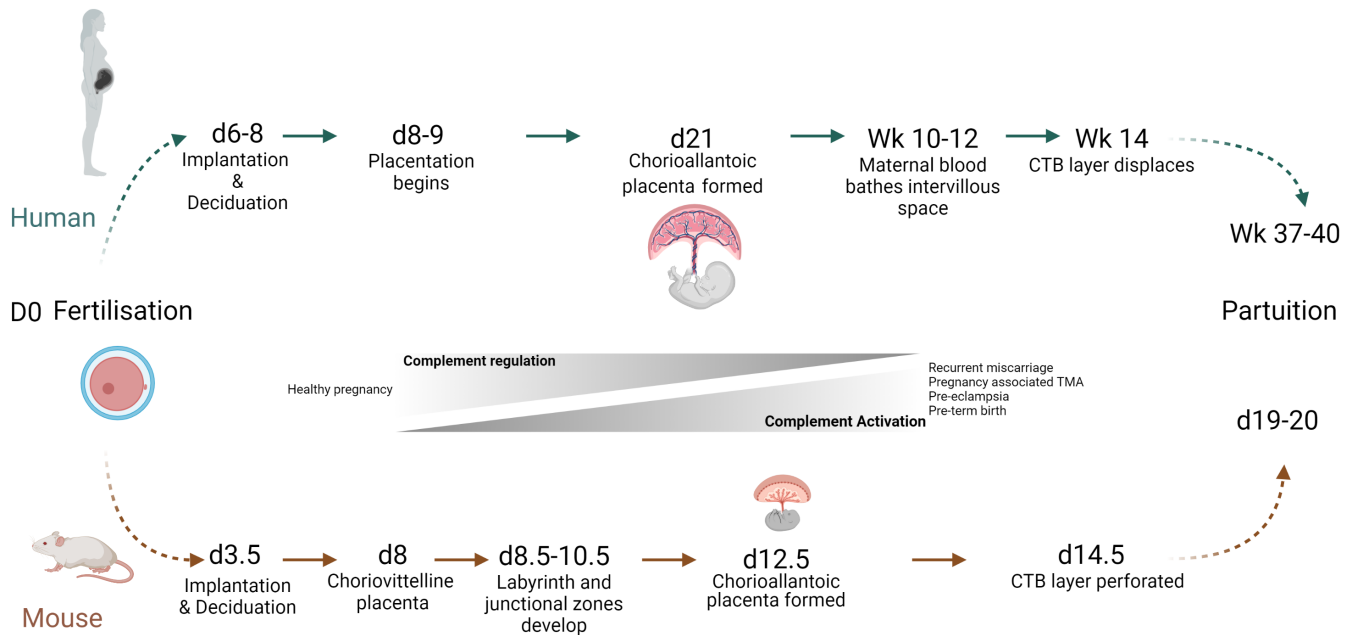 d6-8
Implantation
&
Deciduation
d8-9
Placentation
begins
d21
Chorioallantoic
placenta formed
Wk 10-12
Maternal blood
bathes intervillous
space
Wk 14
CTB layer displaces
Human
Wk 37-40
D0 Fertilisation
Partuition
Complement regulation
Healthy pregnancy
Recurrent miscarriage
Pregnancy associated TMA
Pre-eclampsia
Pre-term birth
Complement Activation
d19-20
d3.5
Implantation
& Deciduation
d8
Choriovittelline
placenta
d8.5-10.5
Labyrinth and
junctional zones
develop
d12.5
Chorioallantoic
placenta formed
d14.5
CTB layer perforated
Mouse